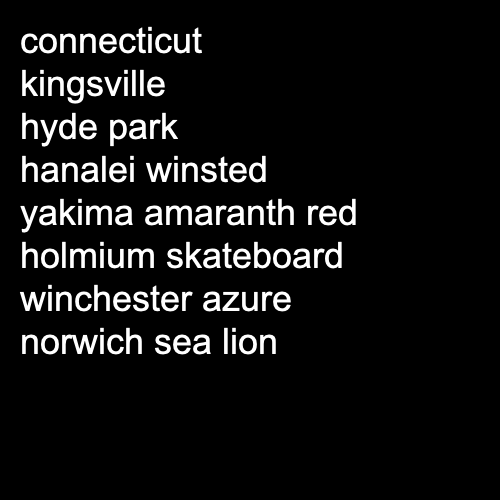 connecticut
kingsville
hyde park
hanalei winsted
yakima amaranth red
holmium skateboard
winchester azure
norwich sea lion